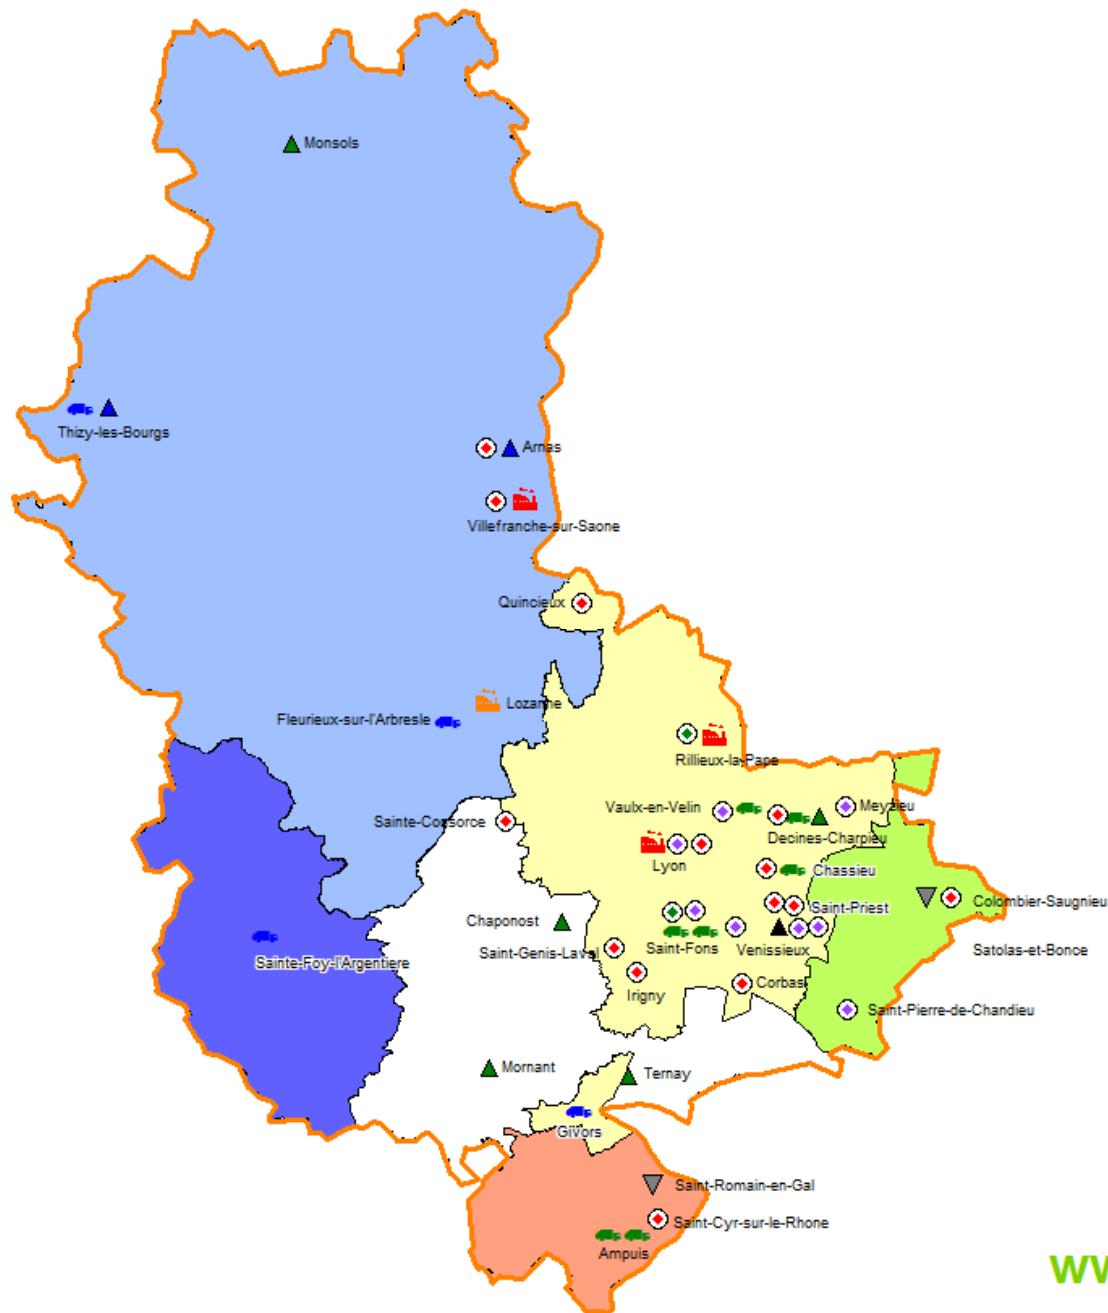 Monsols
Thizy-les-Bourgs
Arnas
Villefranche-sur-Saone
Quincieux
Lozanne
Fleurieux-sur-l'Arbresle
Rillieux-la-Pape
Vaulx-en-Velin
Meyzieu
Sainte-Consorce
Decines-Charpieu
Lyon
Chassieu
Colombier-Saugnieu
Saint-Priest
Chaponost
Saint-Genis-Laval
Saint-Fons
Venissieux
Satolas-et-Bonce
Sainte-Foy-l'Argentiere
Irigny
Corbas
Saint-Pierre-de-Chandieu
Mornant
Ternay
Givors
Saint-Romain-en-Gal
Saint-Cyr-sur-le-Rhone
Ampuis